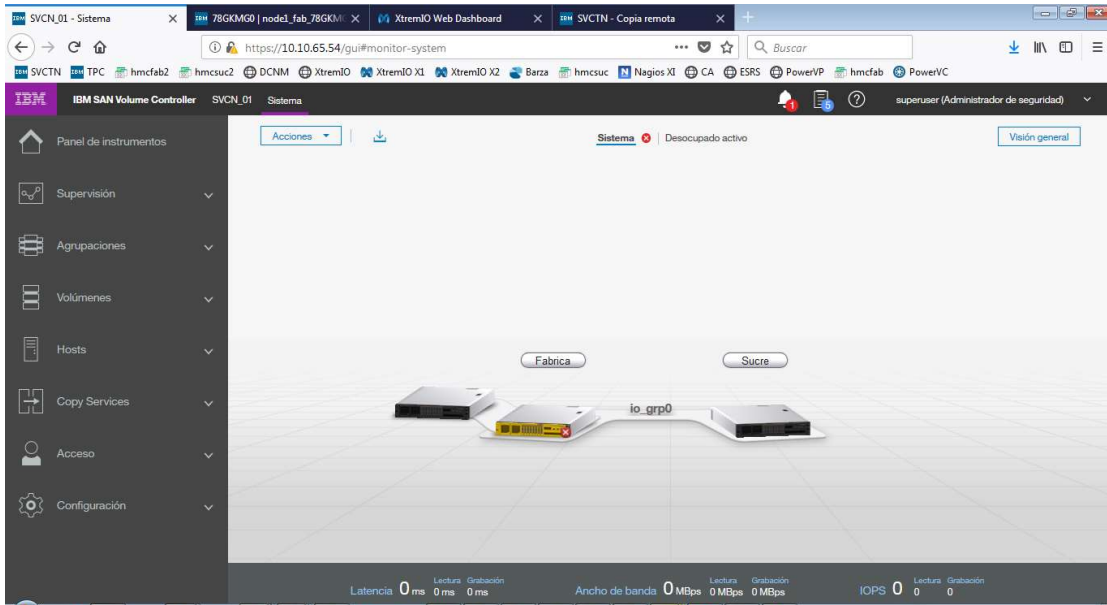 SVCN_01 - Sistema
78GKMG0 | node1_fab_78GKM
XtremIO Web Dashboard
SVCTN - Copia remota
https://10.10.65.54/gui#monitor-system
Buscar
SVCTN TPC hmcfab2 hmcsuc2 DCNM XtremIO XtremIO X1 XtremIO X2 Barza hmcsuc Nagios XI CA ESRS PowerVP hmcfab PowerVC
IBM IBM SAN Volume Controller SVCN_01 Sistema 1 5 superuser (Administrador de seguridad)
Panel de instrumentos
Acciones
Sistema Desocupado activo
Visión general
Supervisión
Agrupaciones
Volúmenes
Hosts
Copy Services
Acceso
Configuración
Fabrica Sucre
io_grp0
Latencia 0 ms Lectura 0 ms Grabación 0 ms
Ancho de banda 0 MBps Lectura 0 MBps Grabación 0 MBps
IOPS 0 Lectura 0 Grabación 0